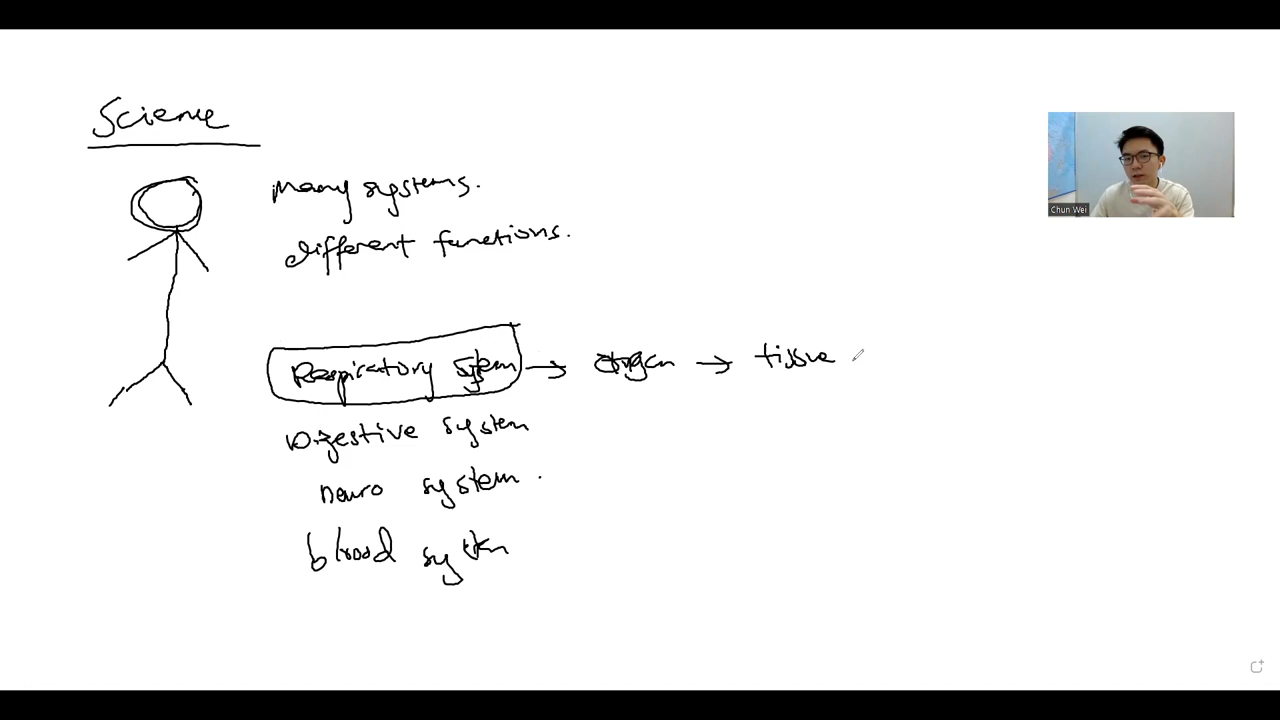 Science
many systems.
different functions.
Respiratory system → organ → tissue
Digestive system
neuro system.
blood system
Chun Wei